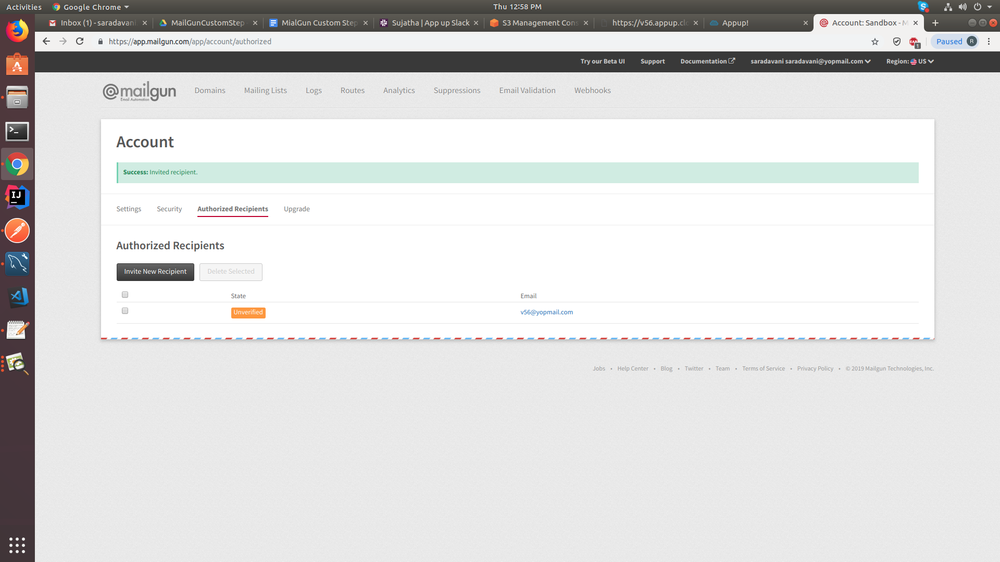 Activities Google Chrome Thu 12:58 PM
Inbox (1) - saradavani. MailGunCustomStep MialGun Custom Step Sujatha | App up Slack S3 Management Cons https://v56.appup.clo Appup! Account: Sandbox - M
https://app.mailgun.com/app/account/authorized Paused R
1
Try our Beta UI Support Documentation saradavani saradavani@yopmail.com Region: US
@mailgun Domains Mailing Lists Logs Routes Analytics Suppressions Email Validation Webhooks
Email Automation
Account
Success: Invited recipient.
Settings Security Authorized Recipients Upgrade
Authorized Recipients
Invite New Recipient Delete Selected
State Email
Unverified v56@yopmail.com
Jobs • Help Center • Blog • Twitter • Team • Terms of Service • Privacy Policy • © 2019 Mailgun Technologies, Inc.
IJ